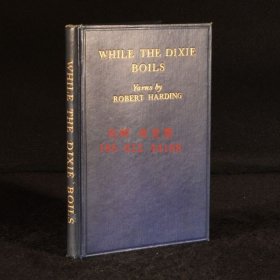 WHILE THE DIXIE
BOILS
Yarns by
ROBERT HARDING
WHILE THE DIXIE BOILS